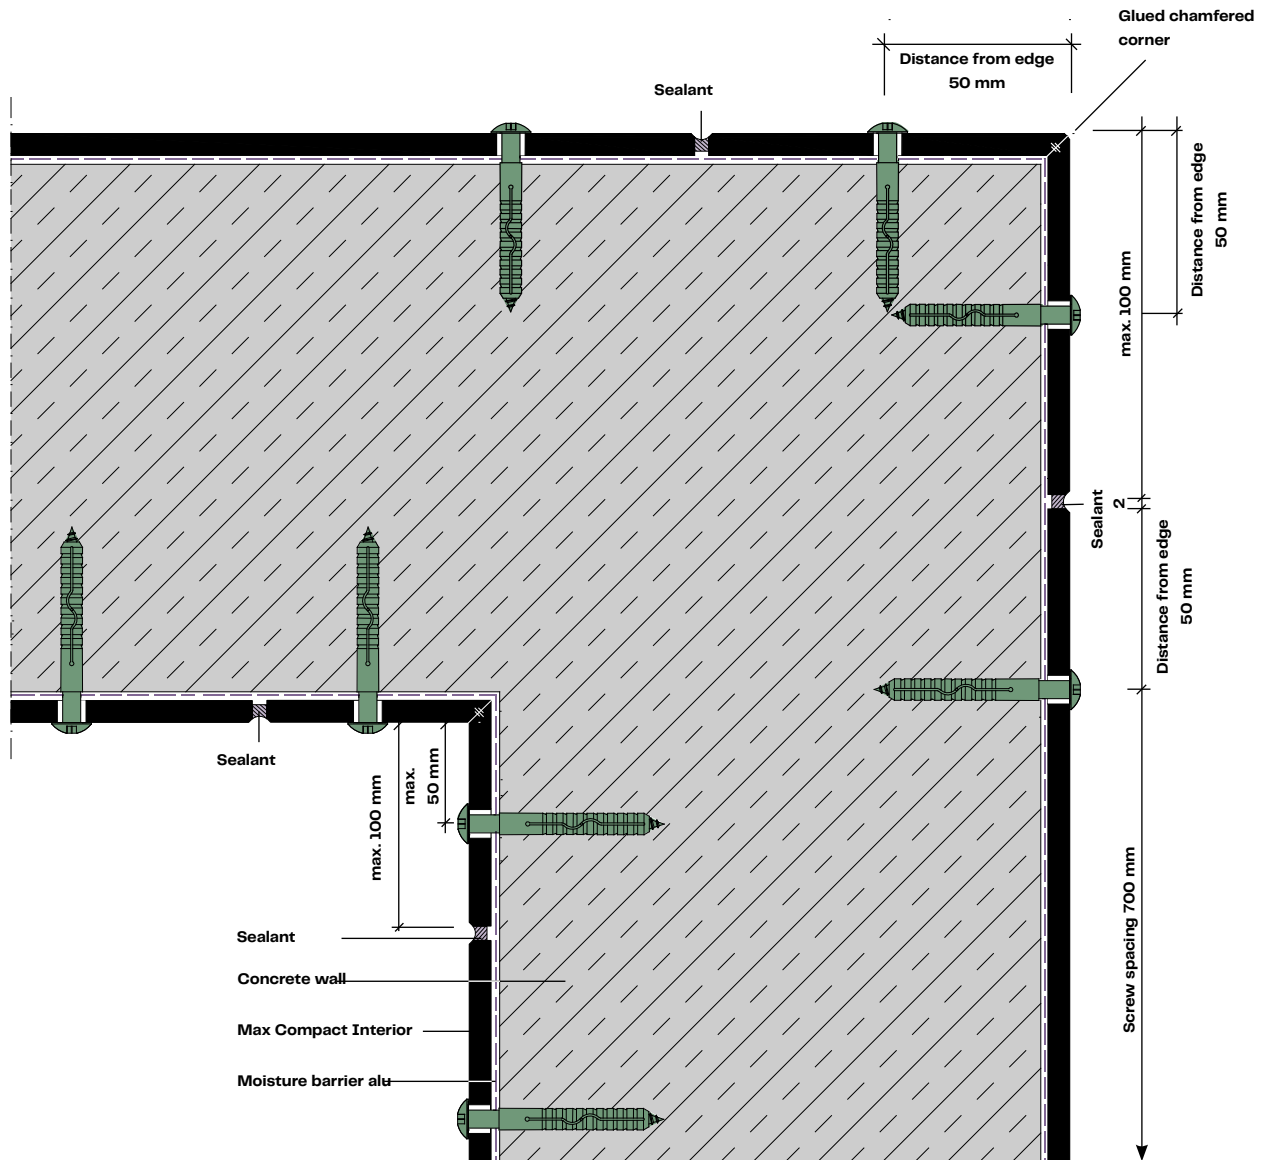 Glued chamfered
corner
Distance from edge
50 mm
Sealant
Distance from edge
50 mm
max. 100 mm
Sealant
2
Distance from edge
50 mm
Sealant
max. 100 mm
max.
50 mm
Sealant
Concrete wall
Max Compact Interior
Moisture barrier alu
Screw spacing 700 mm